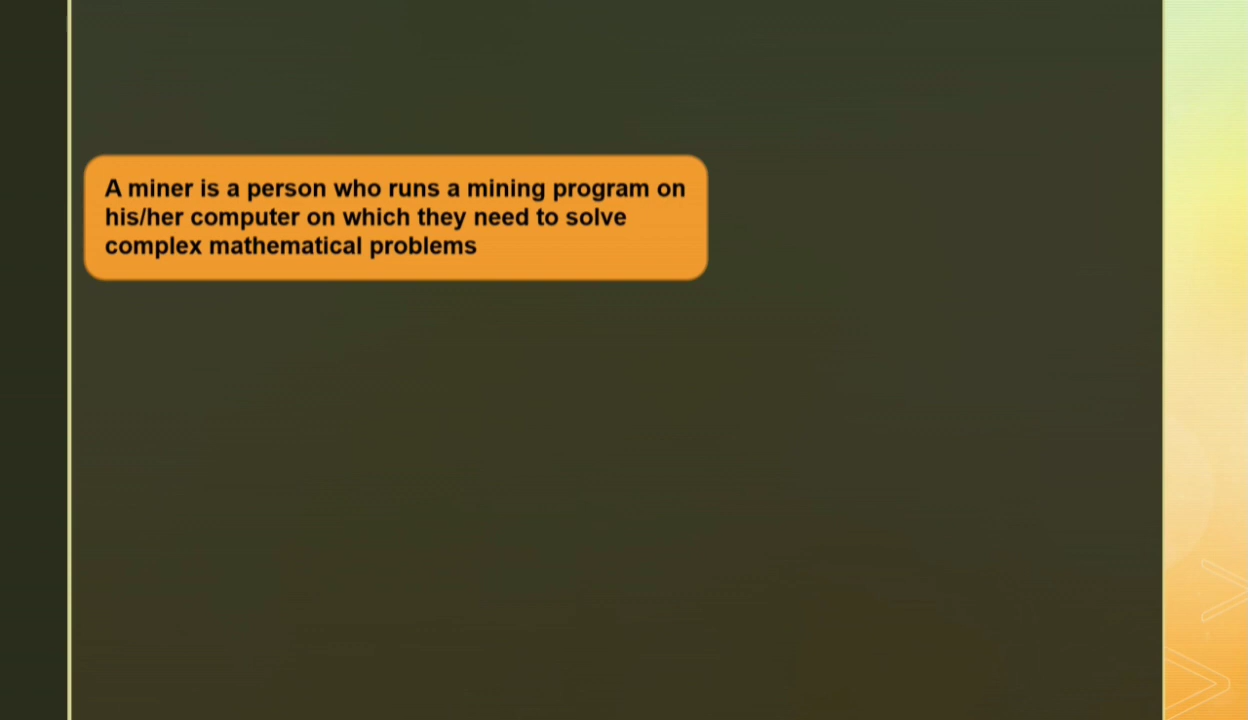 A miner is a person who runs a mining program on
his/her computer on which they need to solve
complex mathematical problems